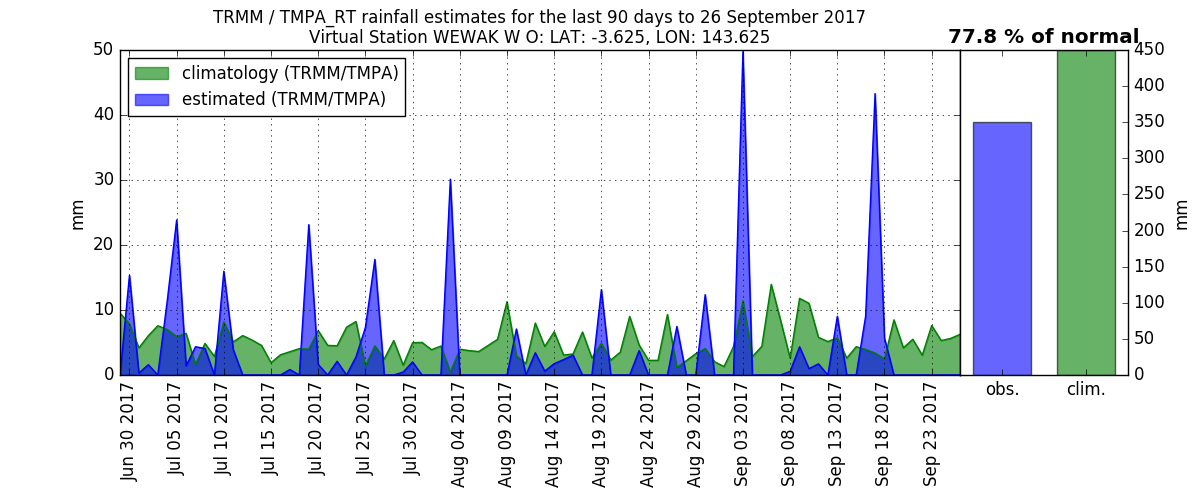 TRMM / TMPA_RT rainfall estimates for the last 90 days to 26 September 2017
Virtual Station WEWAK W O: LAT: -3.625, LON: 143.625
77.8 % of normal
climatology (TRMM/TMPA)
estimated (TRMM/TMPA)
50
40
30
20
10
0
mm
450
400
350
300
250
200
150
100
50
0
mm
Jun 30 2017
Jul 05 2017
Jul 10 2017
Jul 15 2017
Jul 20 2017
Jul 25 2017
Jul 30 2017
Aug 04 2017
Aug 09 2017
Aug 14 2017
Aug 19 2017
Aug 24 2017
Aug 29 2017
Sep 03 2017
Sep 08 2017
Sep 13 2017
Sep 18 2017
Sep 23 2017
obs.
clim.